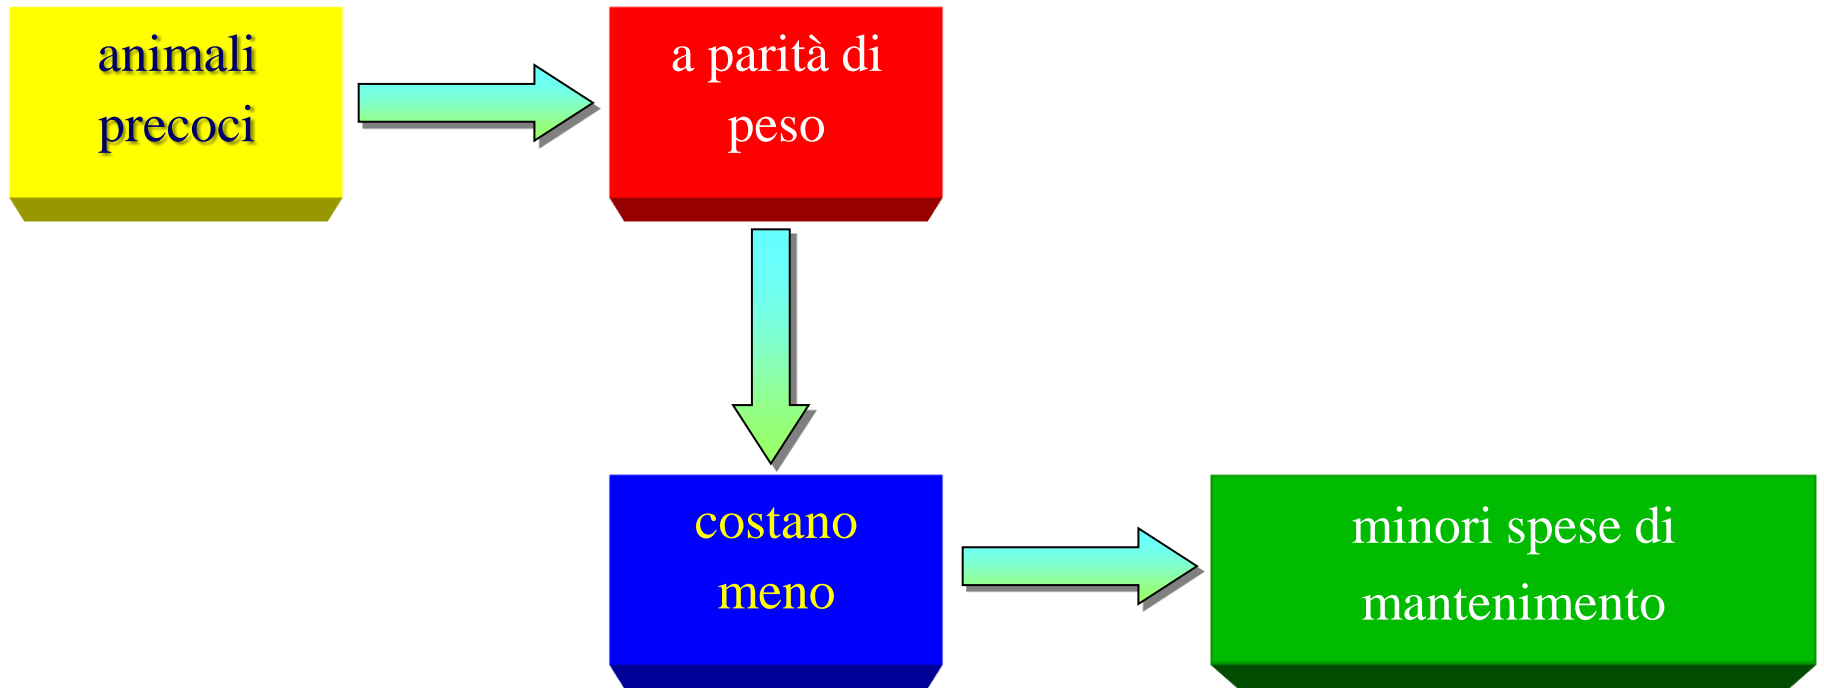 animali
precoci
a parità di
peso
costano
meno
minori spese di
mantenimento